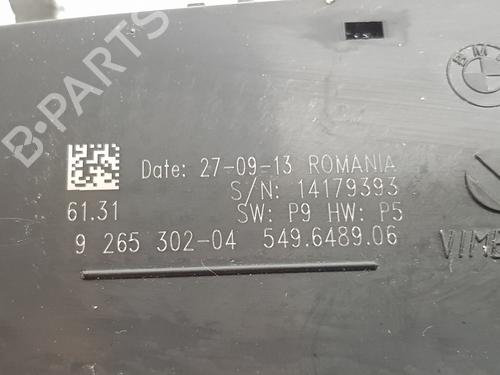 B-PARTS
BM
Date: 27-09-13 ROMANIA
S/N: 14179393
61.31
SW: P9 HW: P5
9 265 302-04 549.6489.06